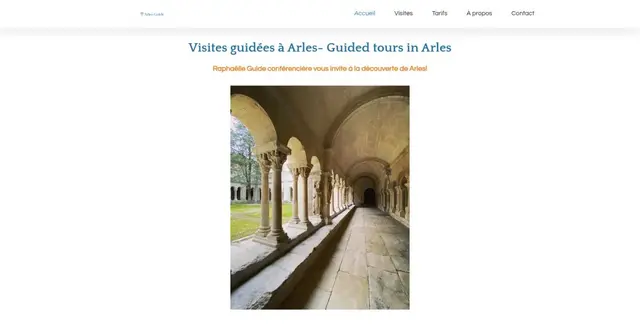 Accueil
Visites
Tarifs
À propos
Contact
Visites guidées à Arles- Guided tours in Arles
Raphaëlle Guide conférencière vous invite à la découverte de Arles!